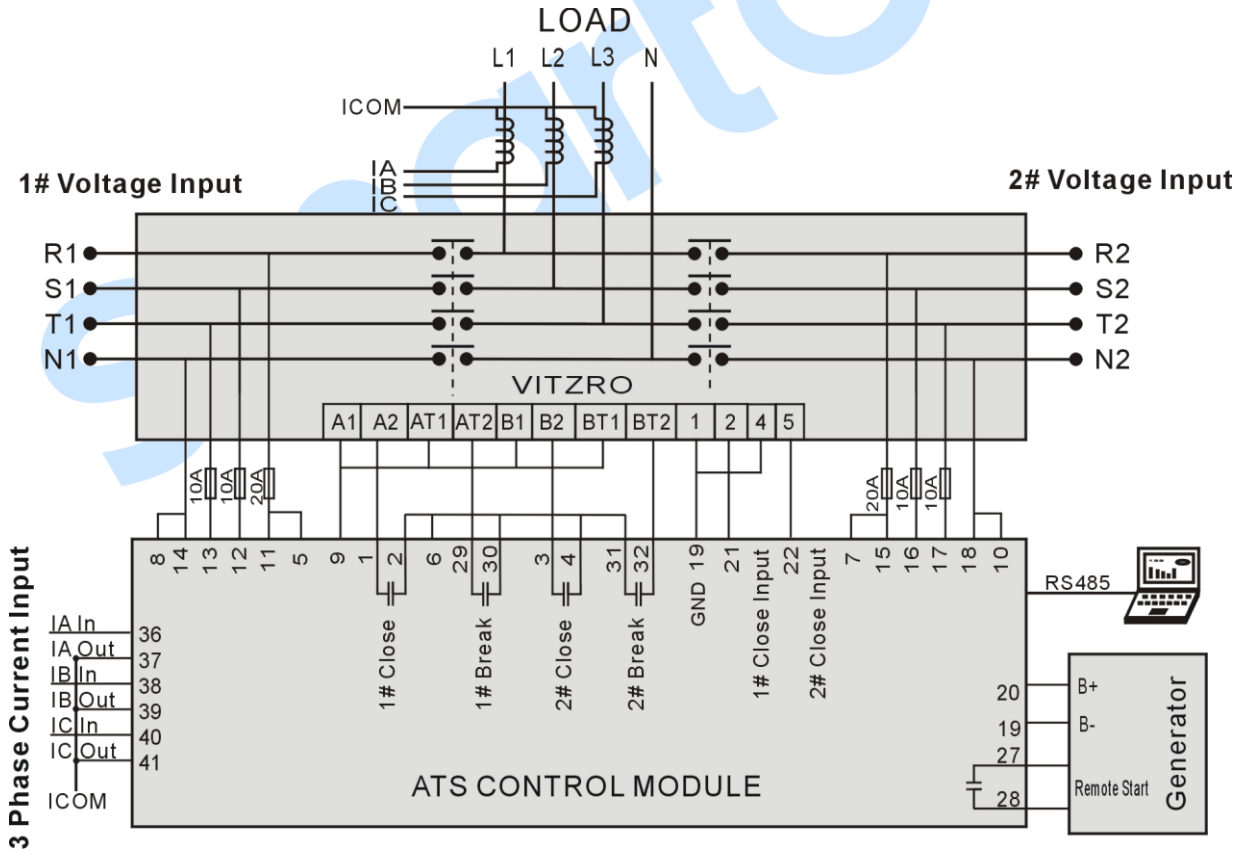 LOAD
L1 L2 L3 N
ICOM
IA
IB
IC
1# Voltage Input
2# Voltage Input
R1
S1
T1
N1
R2
S2
T2
N2
VITZRO
A1 A2 AT1 AT2 B1 B2 BT1 BT2 1 2 4 5
10A 10A 20A
20A 10A 10A
8 14 13 12 11 5 9 1 2 6 29 30 3 4 31 32 19 21 22 7 15 16 17 18 10
1# Close
1# Break
2# Close
2# Break
GND
1# Close Input
2# Close Input
RS485
3 Phase Current Input
IA In 36
IA Out 37
IB In 38
IB Out 39
IC In 40
IC Out 41
ICOM
ATS CONTROL MODULE
20 B+
19 B-
27
28
Remote Start
Generator